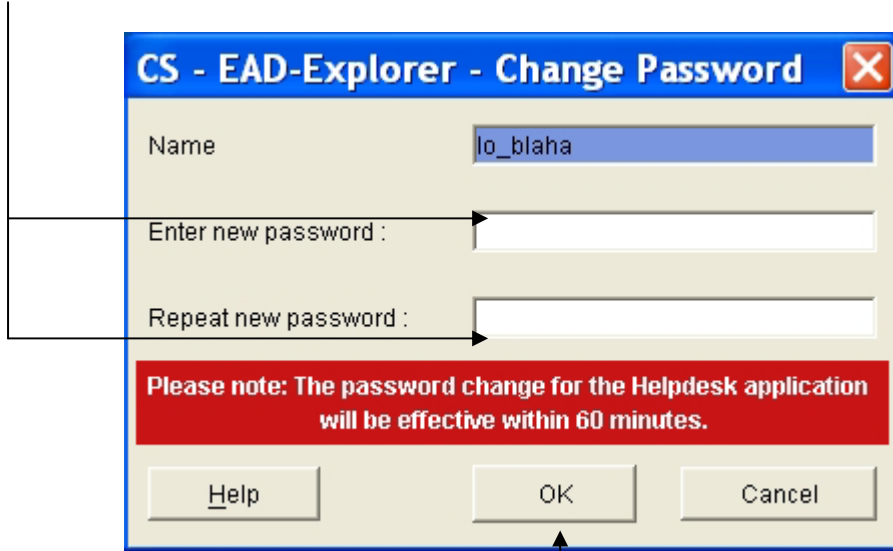 CS - EAD-Explorer - Change Password
Name
lo_blaha
Enter new password :
Repeat new password :
Please note: The password change for the Helpdesk application
will be effective within 60 minutes.
Help
OK
Cancel